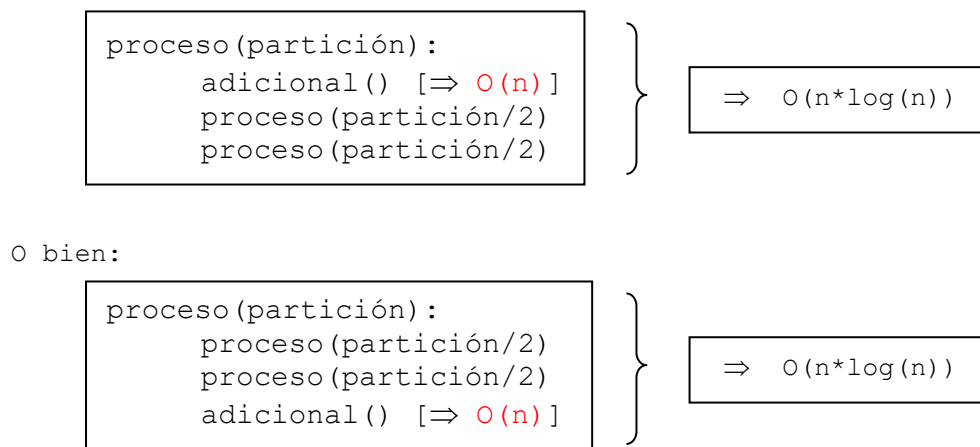 proceso(partición):
adicional() [⇒ O(n)]
proceso(partición/2)
proceso(partición/2)
⇒ O(n*log(n))
O bien:
proceso(partición):
proceso(partición/2)
proceso(partición/2)
adicional() [⇒ O(n)]
⇒ O(n*log(n))